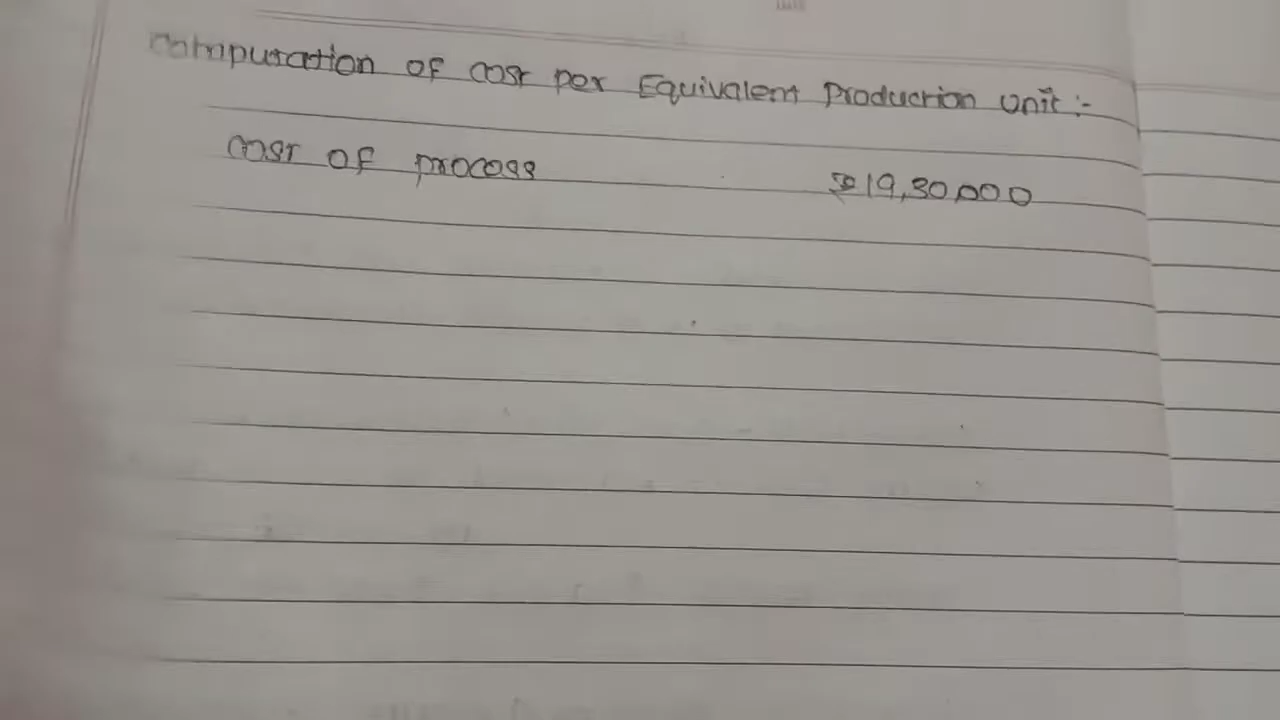 Computation of cost per Equivalent Production Unit :-
cost of process ₹ 19,30,000